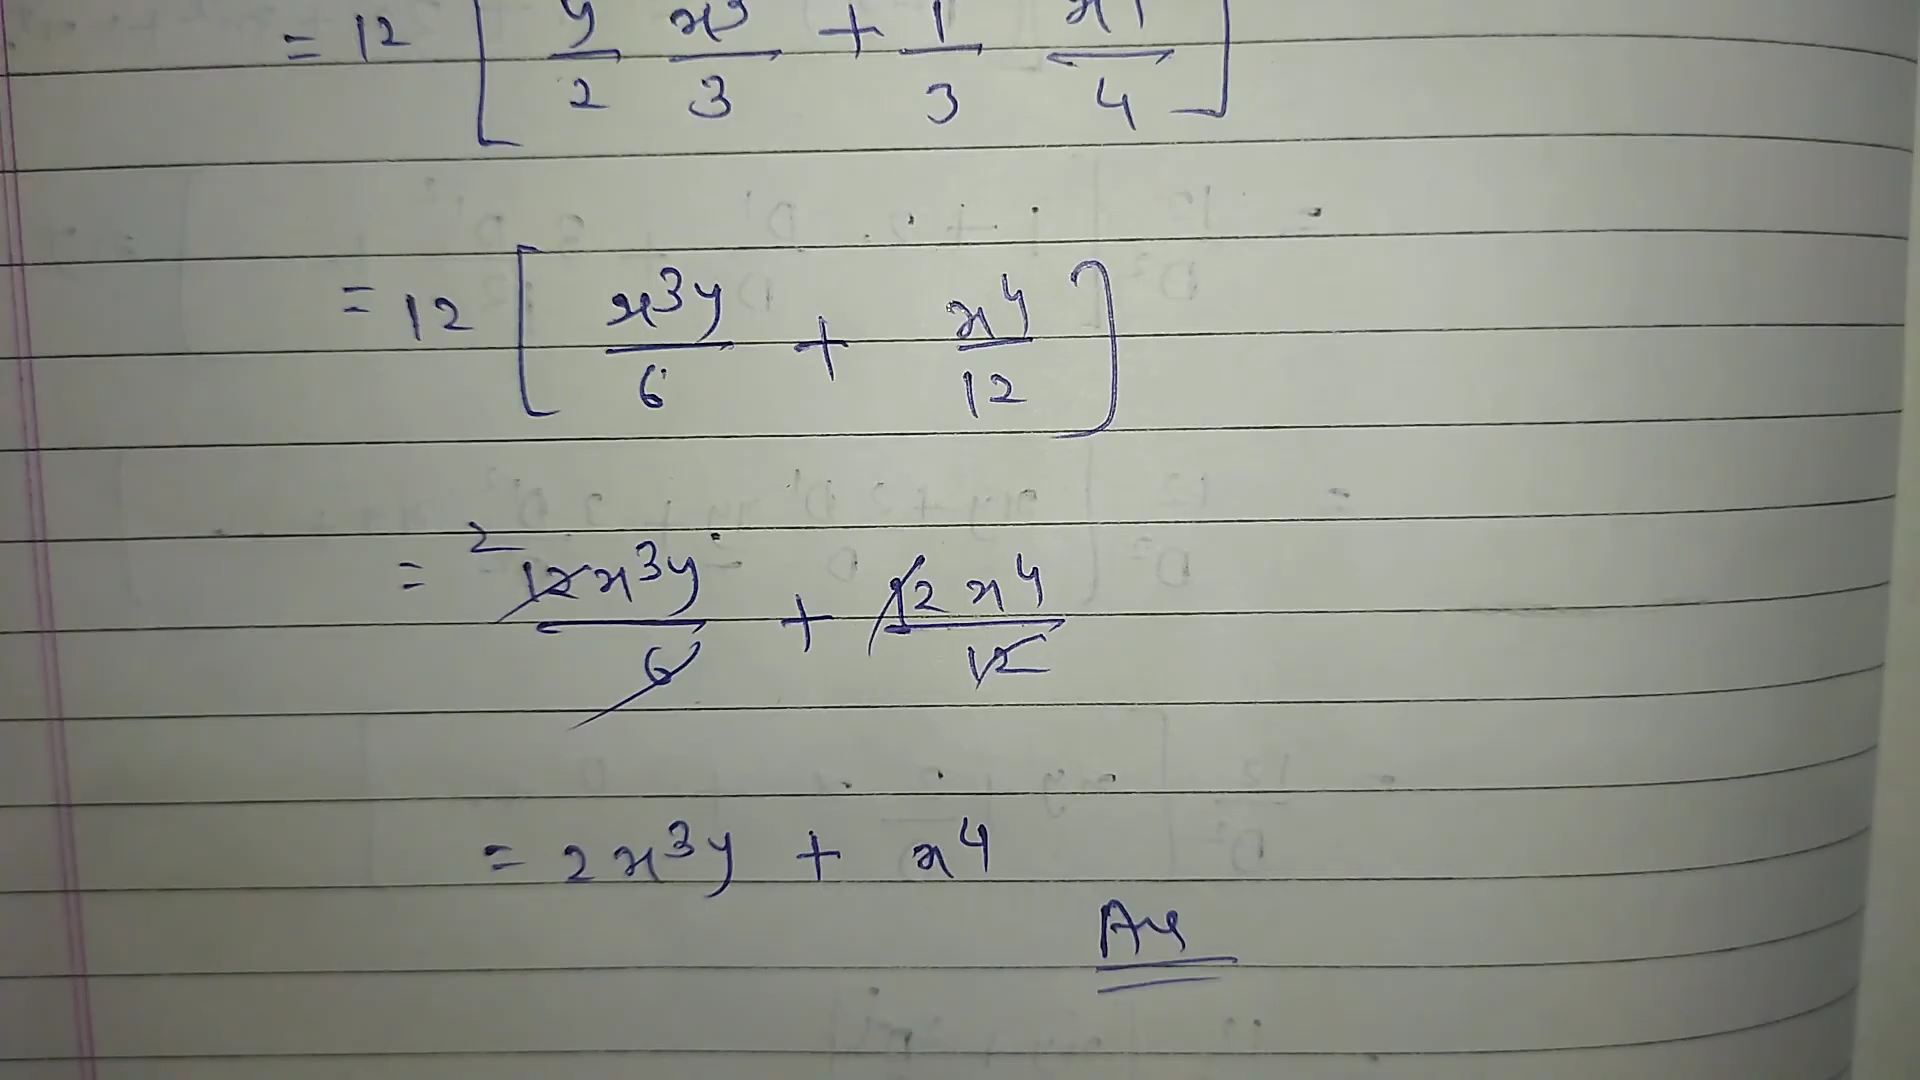 = 12 [ y/2 x³/3 + 1/3 x⁴/4 ]
= 12 [ x³y/6 + x⁴/12 ]
= 2 12x³y/6 + 12x⁴/12
= 2x³y + x⁴
Ans